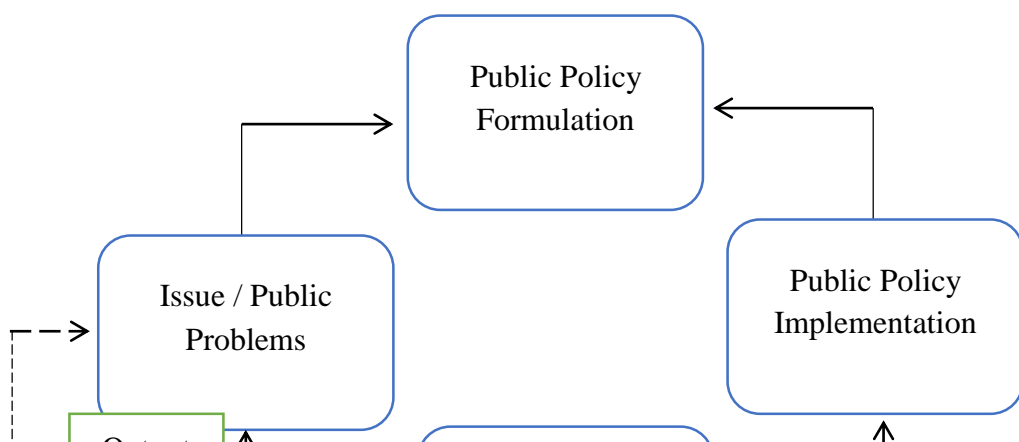 Public Policy
Formulation
Issue / Public
Problems
Public Policy
Implementation